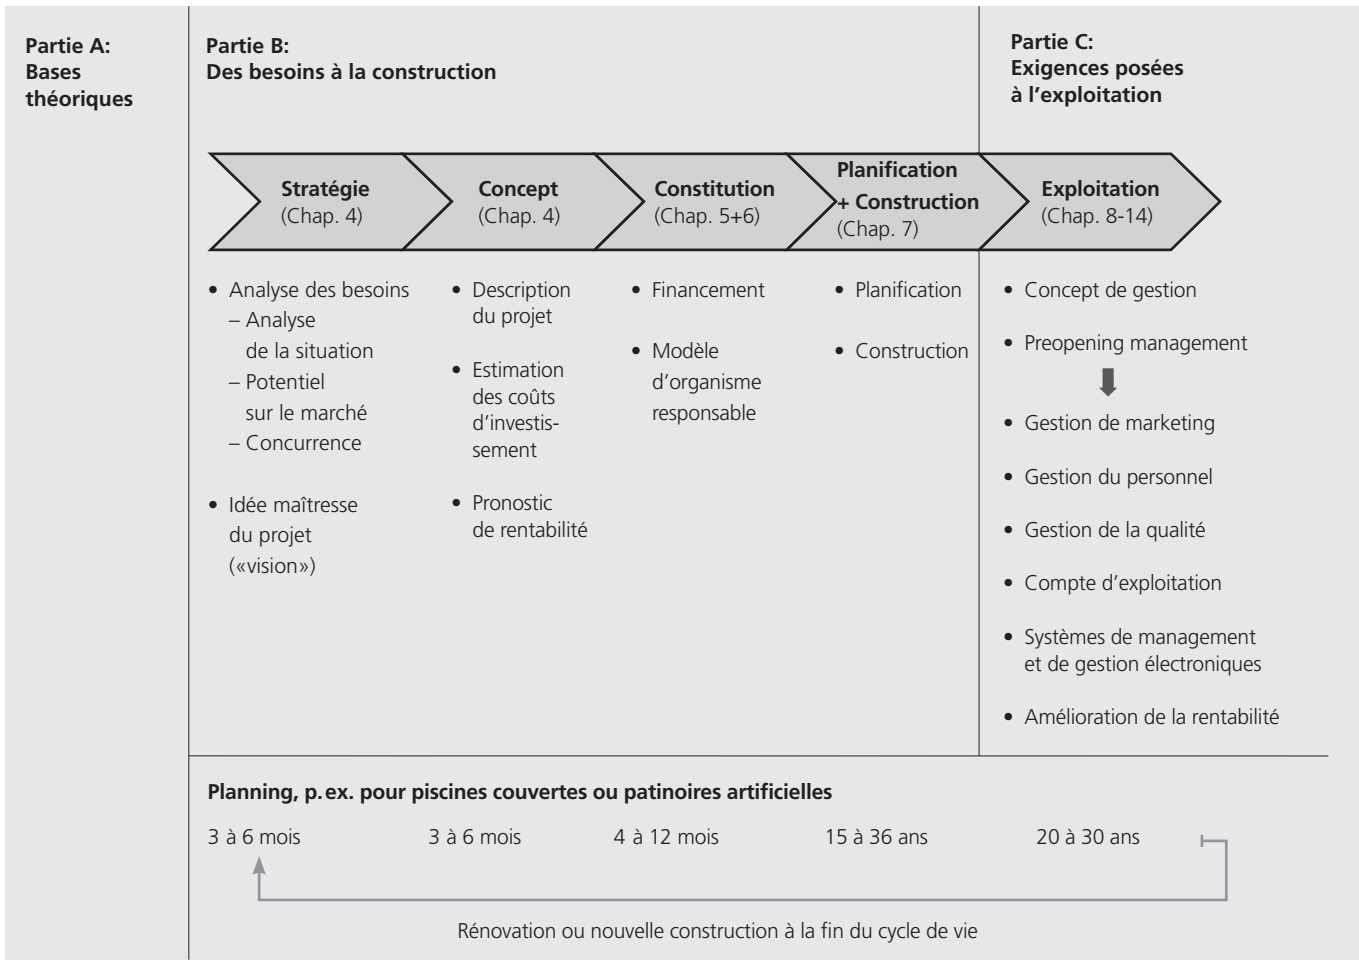 Partie A:
Bases
théoriques
Partie B:
Des besoins à la construction
Partie C:
Exigences posées
à l’exploitation
Stratégie
(Chap. 4)
Concept
(Chap. 4)
Constitution
(Chap. 5+6)
Planification
+ Construction
(Chap. 7)
Exploitation
(Chap. 8-14)
• Analyse des besoins
– Analyse
de la situation
– Potentiel
sur le marché
– Concurrence
• Idée maîtresse
du projet
(«vision»)
• Description
du projet
• Estimation
des coûts
d’investis-
sement
• Pronostic
de rentabilité
• Financement
• Modèle
d’organisme
responsable
• Planification
• Construction
• Concept de gestion
• Preopening management
• Gestion de marketing
• Gestion du personnel
• Gestion de la qualité
• Compte d’exploitation
• Systèmes de management
et de gestion électroniques
• Amélioration de la rentabilité
Planning, p. ex. pour piscines couvertes ou patinoires artificielles
3 à 6 mois
3 à 6 mois
4 à 12 mois
15 à 36 ans
20 à 30 ans
Rénovation ou nouvelle construction à la fin du cycle de vie